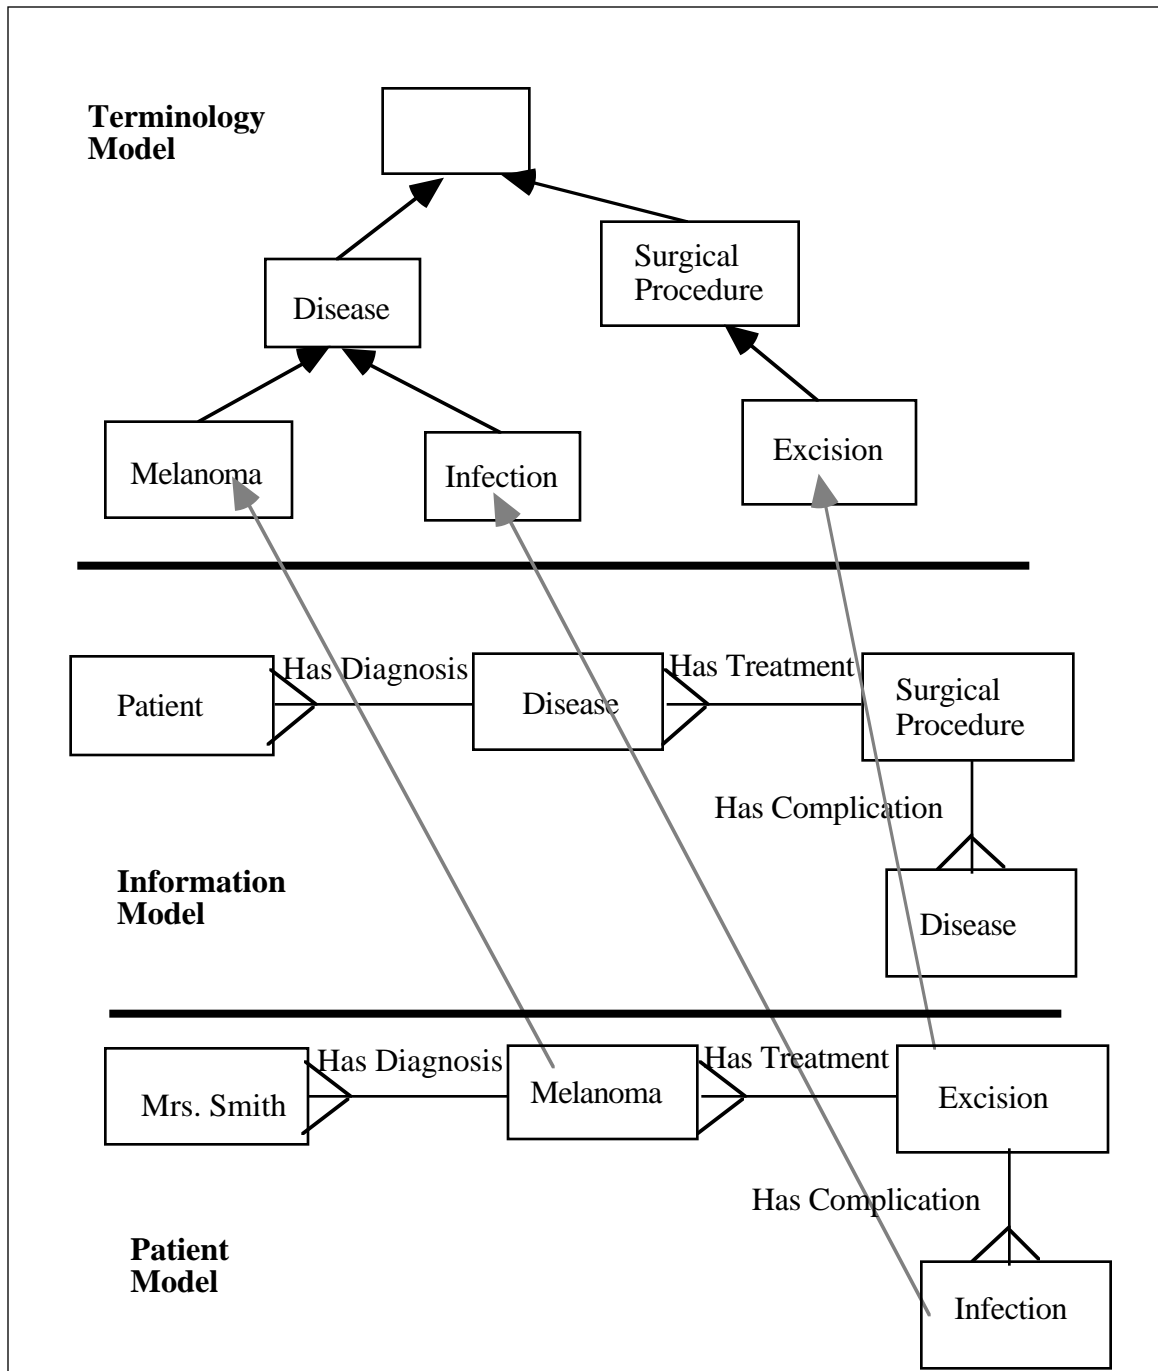 Terminology
Model
Surgical
Procedure
Disease
Melanoma
Infection
Excision
Has Diagnosis
Has Treatment
Patient
Disease
Surgical
Procedure
Has Complication
Information
Model
Disease
Has Diagnosis
Has Treatment
Mrs. Smith
Melanoma
Excision
Has Complication
Patient
Model
Infection